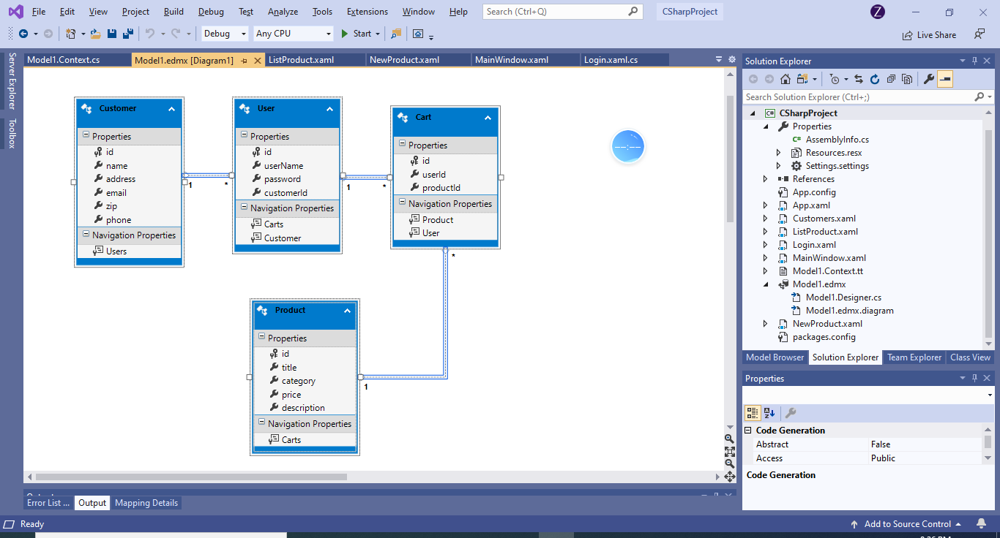 File Edit View Project Build Debug Test Analyze Tools Extensions Window Help Search (Ctrl+Q) CSharpProject Z
Debug Any CPU Start Live Share
Server Explorer
Toolbox
Model1.Context.cs Model1.edmx [Diagram1] ListProduct.xaml NewProduct.xaml MainWindow.xaml Login.xaml.cs
Customer
Properties
id
name
address
email
zip
phone
Navigation Properties
Users
1
*
User
Properties
id
userName
password
customerId
Navigation Properties
Carts
Customer
1
*
Cart
Properties
id
userId
productId
Navigation Properties
Product
User
*
--:--
Product
Properties
id
title
category
price
description
Navigation Properties
Carts
1
Solution Explorer
Search Solution Explorer (Ctrl+;)
C# CSharpProject
Properties
C# AssemblyInfo.cs
Resources.resx
Settings.settings
References
App.config
App.xaml
Customers.xaml
ListProduct.xaml
Login.xaml
MainWindow.xaml
Model1.Context.tt
Model1.edmx
Model1.Designer.cs
Model1.edmx.diagram
NewProduct.xaml
packages.config
Model Browser Solution Explorer Team Explorer Class View
Properties
Code Generation
Abstract False
Access Public
Code Generation
Error List ... Output Mapping Details
Ready Add to Source Control